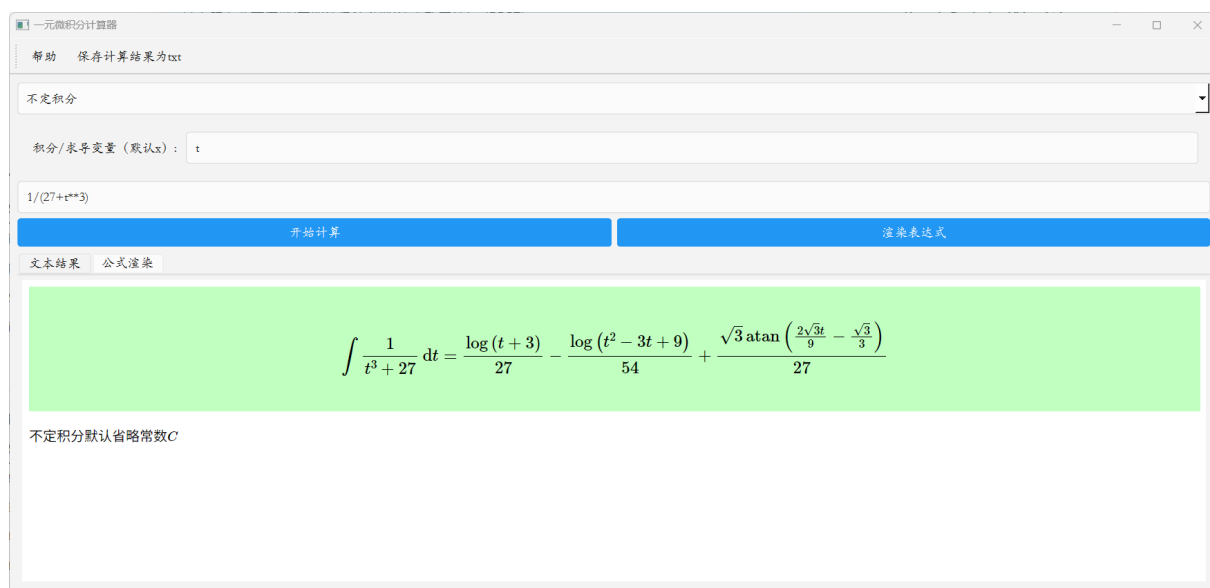 一元微积分计算器
帮助 保存计算结果为txt
不定积分
积分/求导变量（默认x）： t
1/(27+t**3)
开始计算 渲染表达式
文本结果 公式渲染
∫ 1/(t³ + 27) dt = log (t + 3)/27 − log (t² − 3t + 9)/54 + √3 atan (2√3t/9 − √3/3)/27
不定积分默认省略常数C